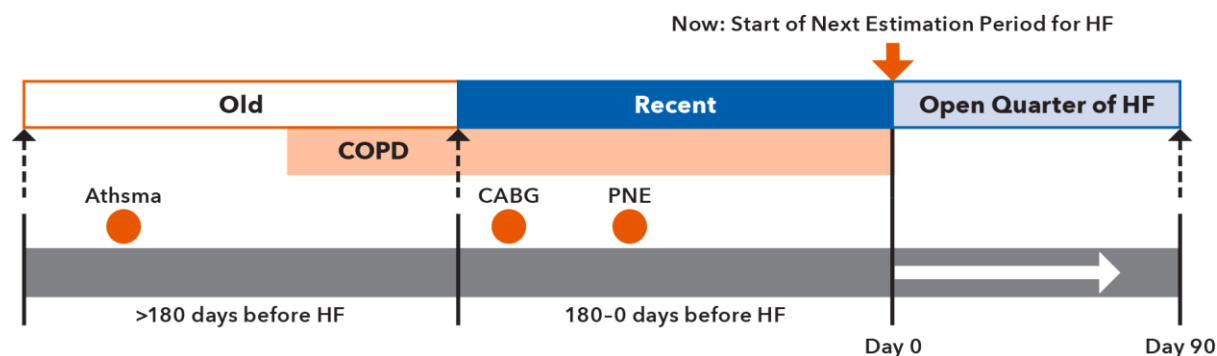 Now: Start of Next Estimation Period for HF
Old
Recent
Open Quarter of HF
COPD
Athsma
CABG
PNE
>180 days before HF
180–0 days before HF
Day 0
Day 90